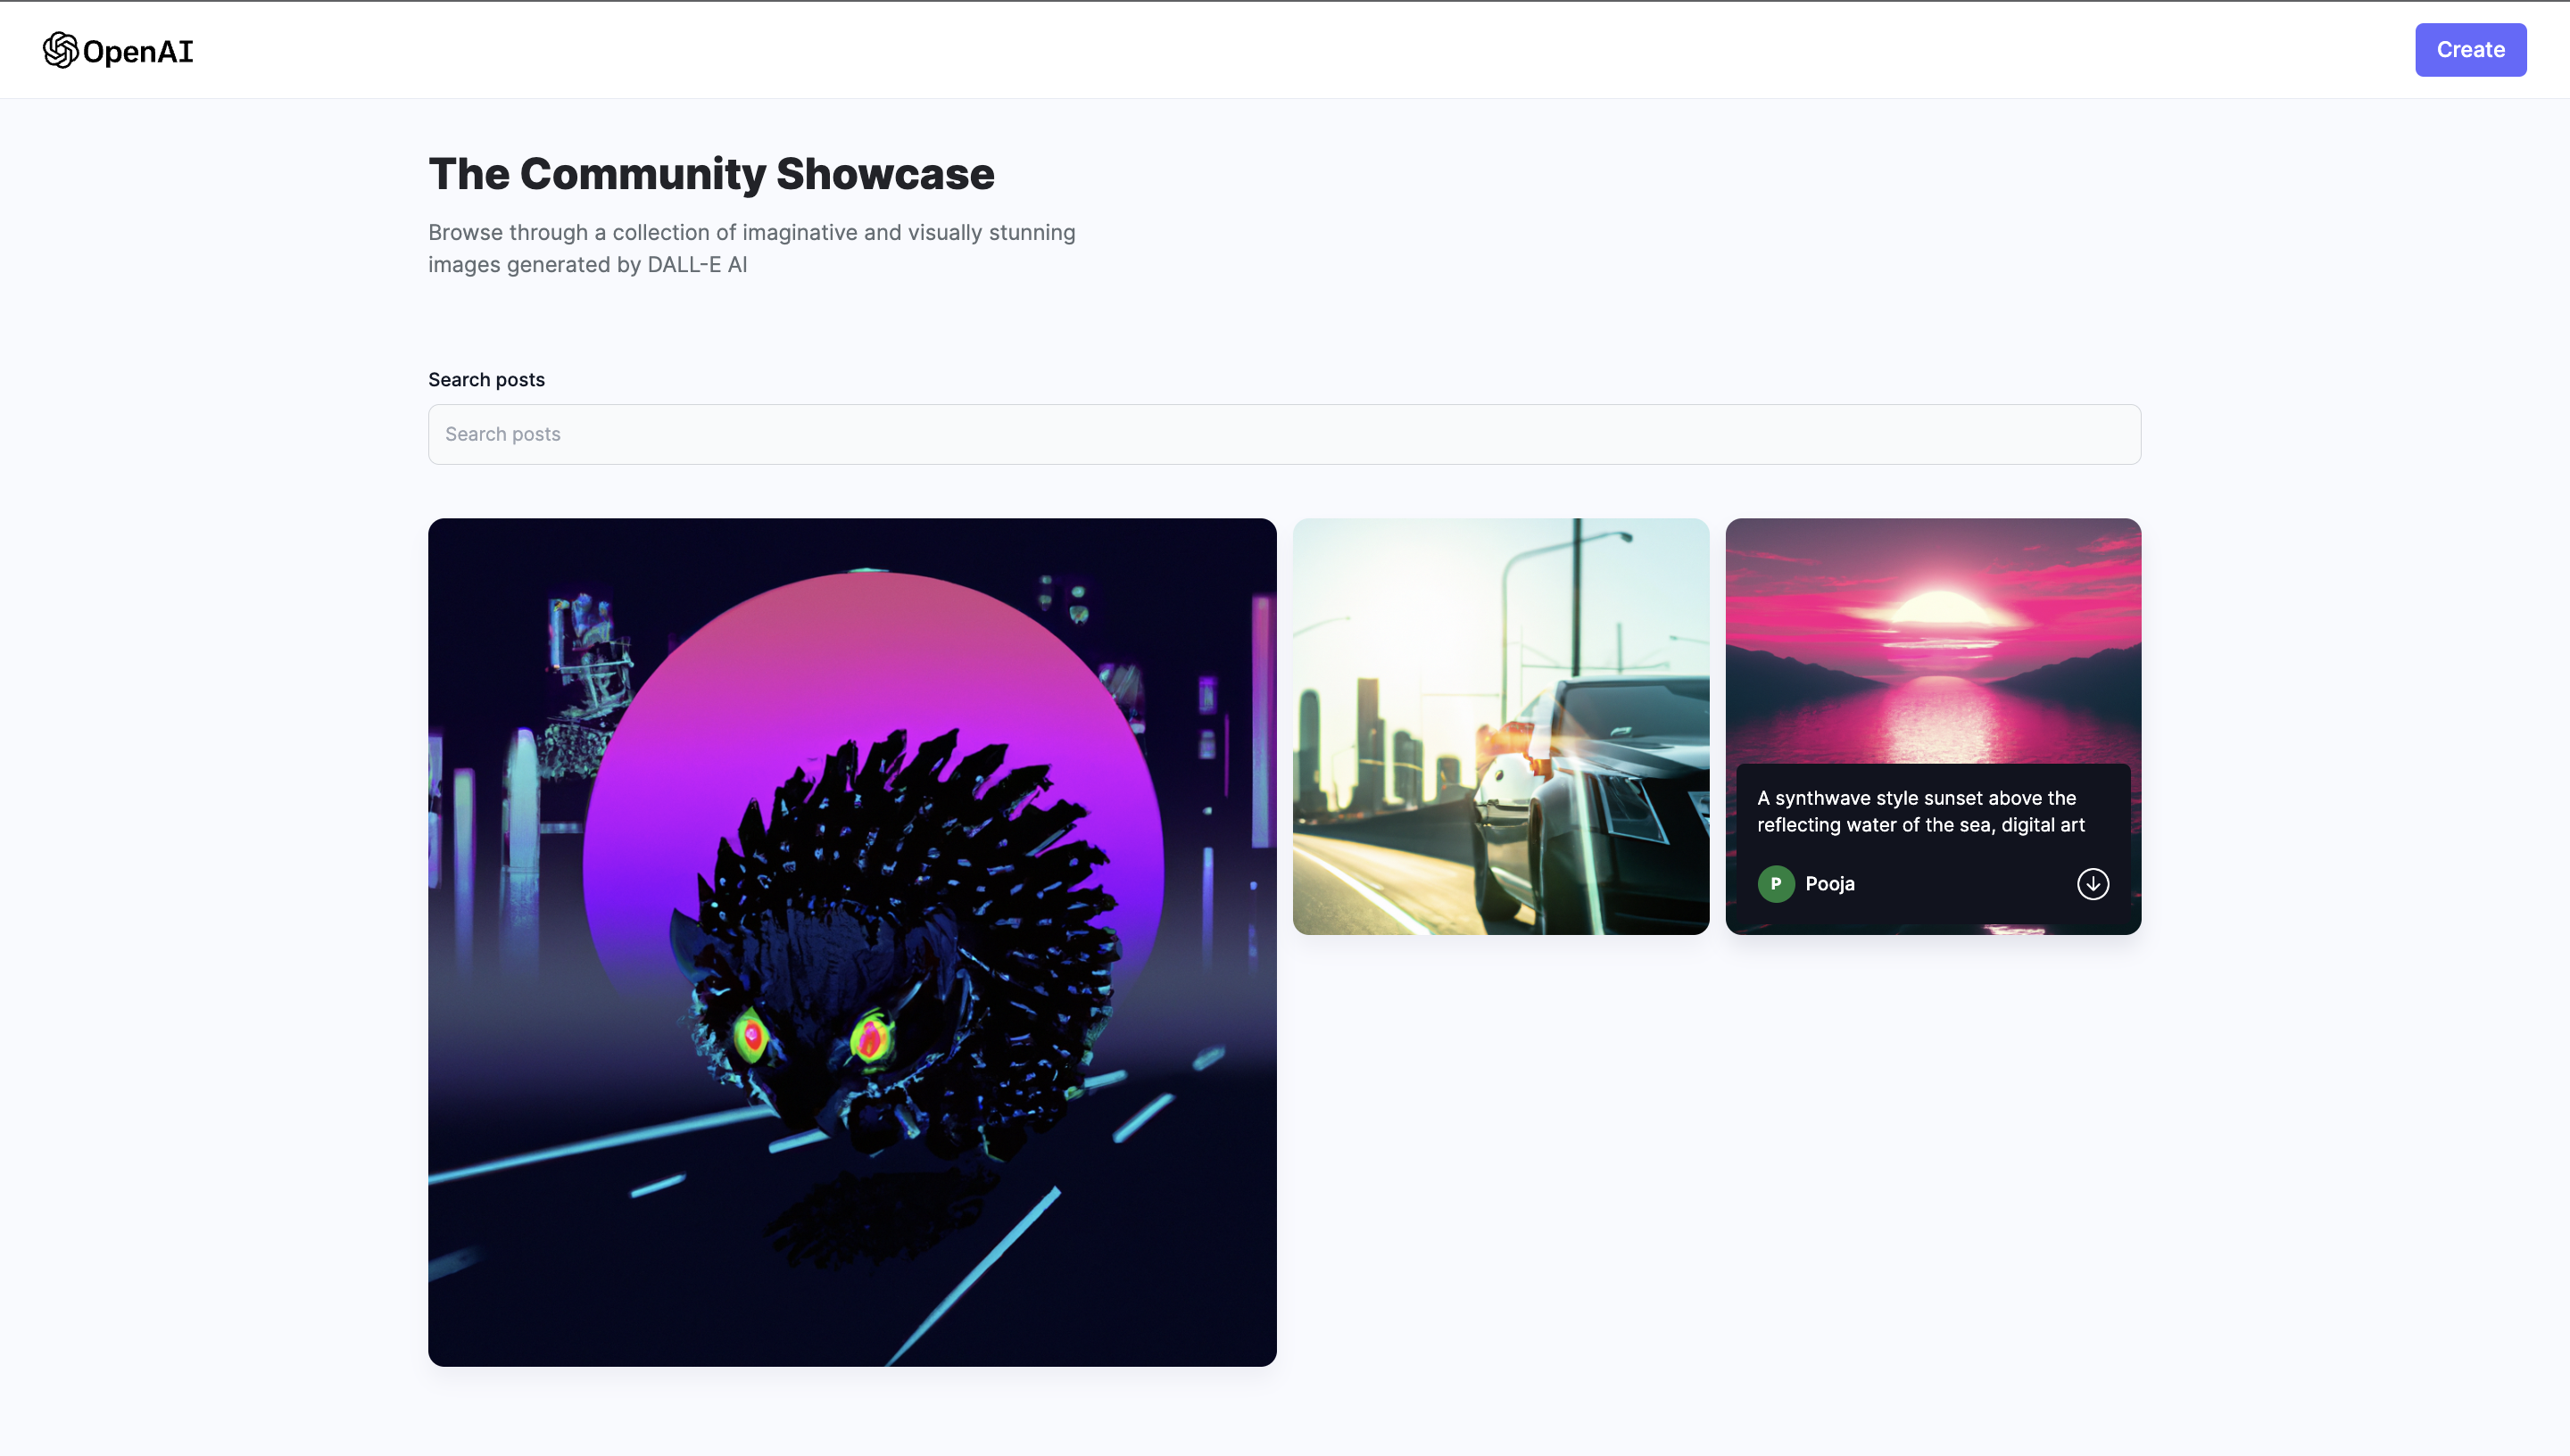 OpenAI
Create
The Community Showcase
Browse through a collection of imaginative and visually stunning
images generated by DALL-E AI
Search posts
Search posts
A synthwave style sunset above the
reflecting water of the sea, digital art
P
Pooja